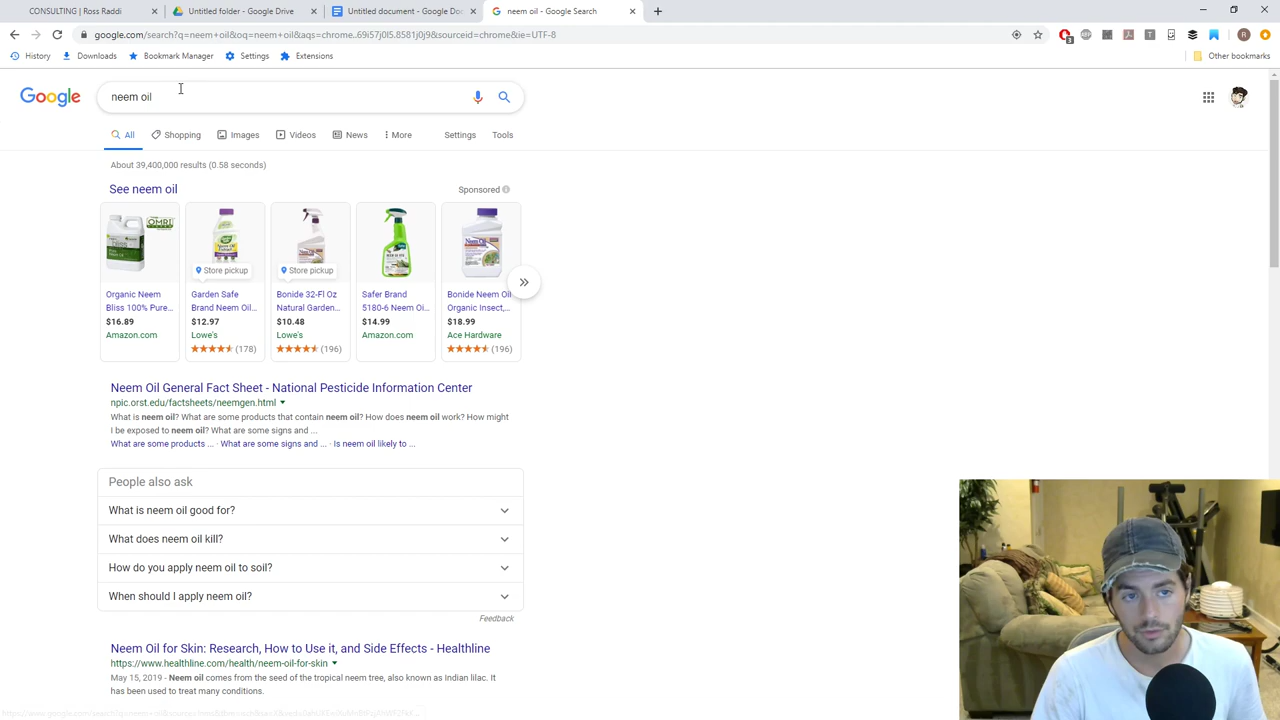 CONSULTING | Ross Radi
Untitled folder - Google Drive
Untitled document - Google Doc
neem oil - Google Search
google.com/search?q=neem+oil&oq=neem+oil&aqs=chrome..69i57j0l5.8581j0j9&sourceid=chrome&ie=UTF-8
History
Downloads
Bookmark Manager
Settings
Extensions
Other bookmarks
Google
neem oil
All
Shopping
Images
Videos
News
More
Settings
Tools
About 39,400,000 results (0.58 seconds)
See neem oil
Sponsored
OMRI
Store pickup
Store pickup
Organic Neem
Bliss 100% Pure...
$16.89
Amazon.com
Garden Safe
Brand Neem Oil...
$12.97
Lowe's
(178)
Bonide 32-Fl Oz
Natural Garden...
$10.48
Lowe's
(196)
Safer Brand
5180-6 Neem Oi...
$14.99
Amazon.com
Bonide Neem Oil
Organic Insect,...
$18.99
Ace Hardware
(196)
Neem Oil General Fact Sheet - National Pesticide Information Center
npic.orst.edu/factsheets/neemgen.html
What is neem oil? What are some products that contain neem oil? How does neem oil work? How might
I be exposed to neem oil? What are some signs and ...
What are some products ... · What are some signs and ... · Is neem oil likely to ...
People also ask
What is neem oil good for?
What does neem oil kill?
How do you apply neem oil to soil?
When should I apply neem oil?
Feedback
Neem Oil for Skin: Research, How to Use it, and Side Effects - Healthline
https://www.healthline.com/health/neem-oil-for-skin
May 15, 2019 - Neem oil comes from the seed of the tropical neem tree, also known as Indian lilac. It
has been used to treat many conditions.